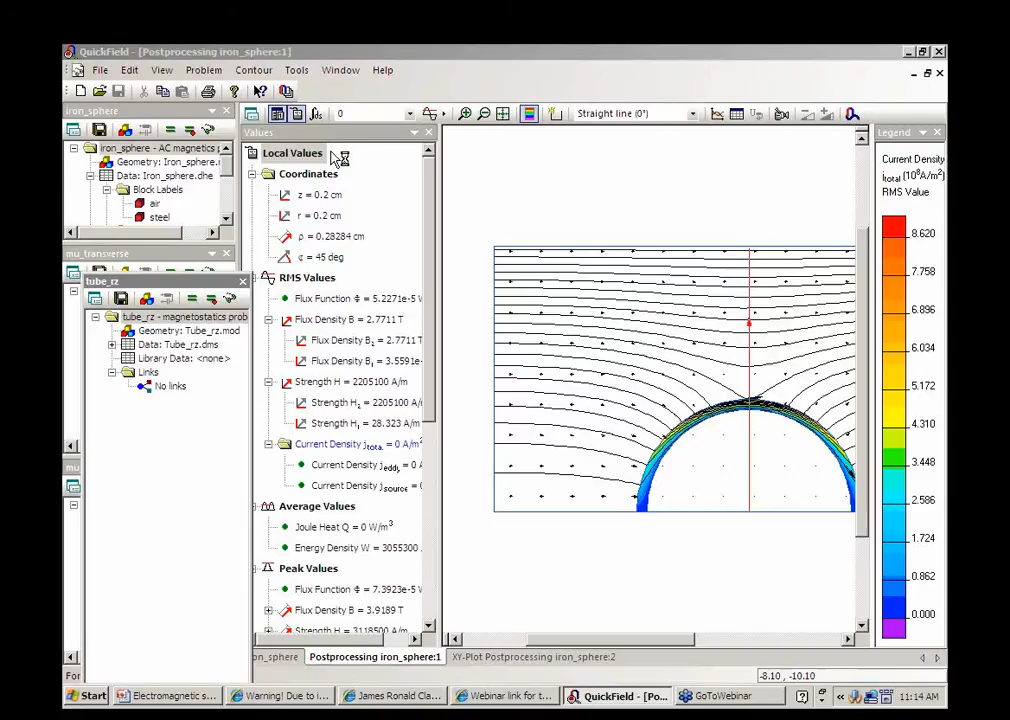 QuickField - [Postprocessing iron_sphere:1]
File Edit View Problem Contour Tools Window Help
iron_sphere
0
Straight line (0°)
Values
Legend
iron_sphere - AC magnetics
Geometry: Iron_sphere.
Data: Iron_sphere.dhe
Block Labels
air
steel
mu_transverse
tube_rz
tube_rz - magnetostatics prob
Geometry: Tube_rz.mod
Data: Tube_rz.dms
Library Data: <none>
Links
No links
mu
For
Local Values
Coordinates
z = 0.2 cm
r = 0.2 cm
ρ = 0.28284 cm
φ = 45 deg
RMS Values
Flux Function Φ = 5.2271e-5
Flux Density B = 2.7711 T
Flux Density B = 2.7711 T
Flux Density B = 3.5591e-
Strength H = 2205100 A/m
Strength H = 2205100 A/m
Strength H = 28.323 A/m
Current Density jtotal = 0 A/m²
Current Density jeddy = 0 A/
Current Density jsource = 0 A/
Average Values
Joule Heat Q = 0 W/m³
Energy Density W = 3055300
Peak Values
Flux Function Φ = 7.3923e-5
Flux Density B = 3.9189 T
Strength H = 3118500 A/m
Current Density
itotal (10⁸A/m²)
RMS Value
8.620
7.758
6.896
6.034
5.172
4.310
3.448
2.586
1.724
0.862
0.000
on_sphere
Postprocessing iron_sphere:1
XY-Plot Postprocessing iron_sphere:2
-8.10 , -10.10
Start
Electromagnetic s...
Warning! Due to i...
James Ronald Cla...
Webinar link for t...
QuickField - [Po...
GoToWebinar
11:14 AM